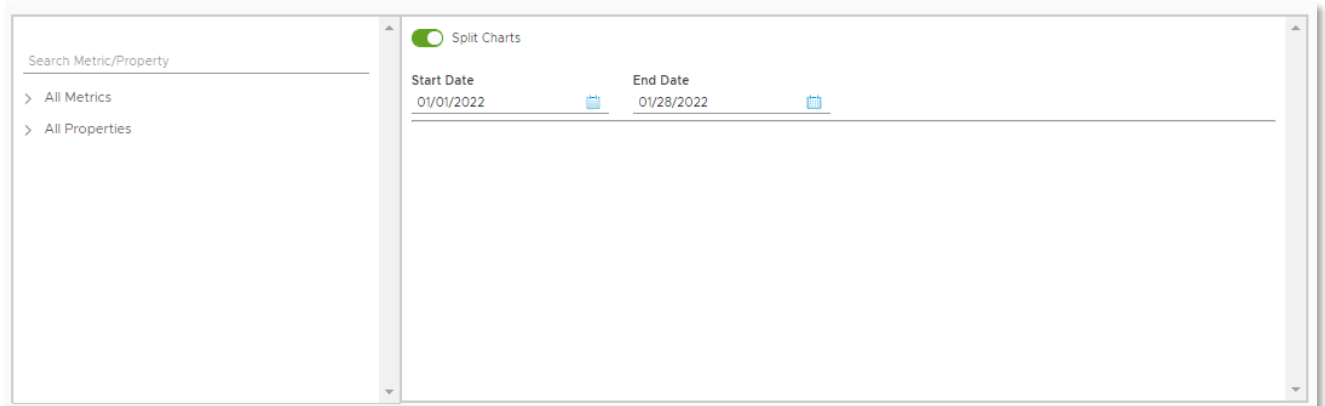 Search Metric/Property
All Metrics
All Properties
Split Charts
Start Date
End Date
01/01/2022
01/28/2022